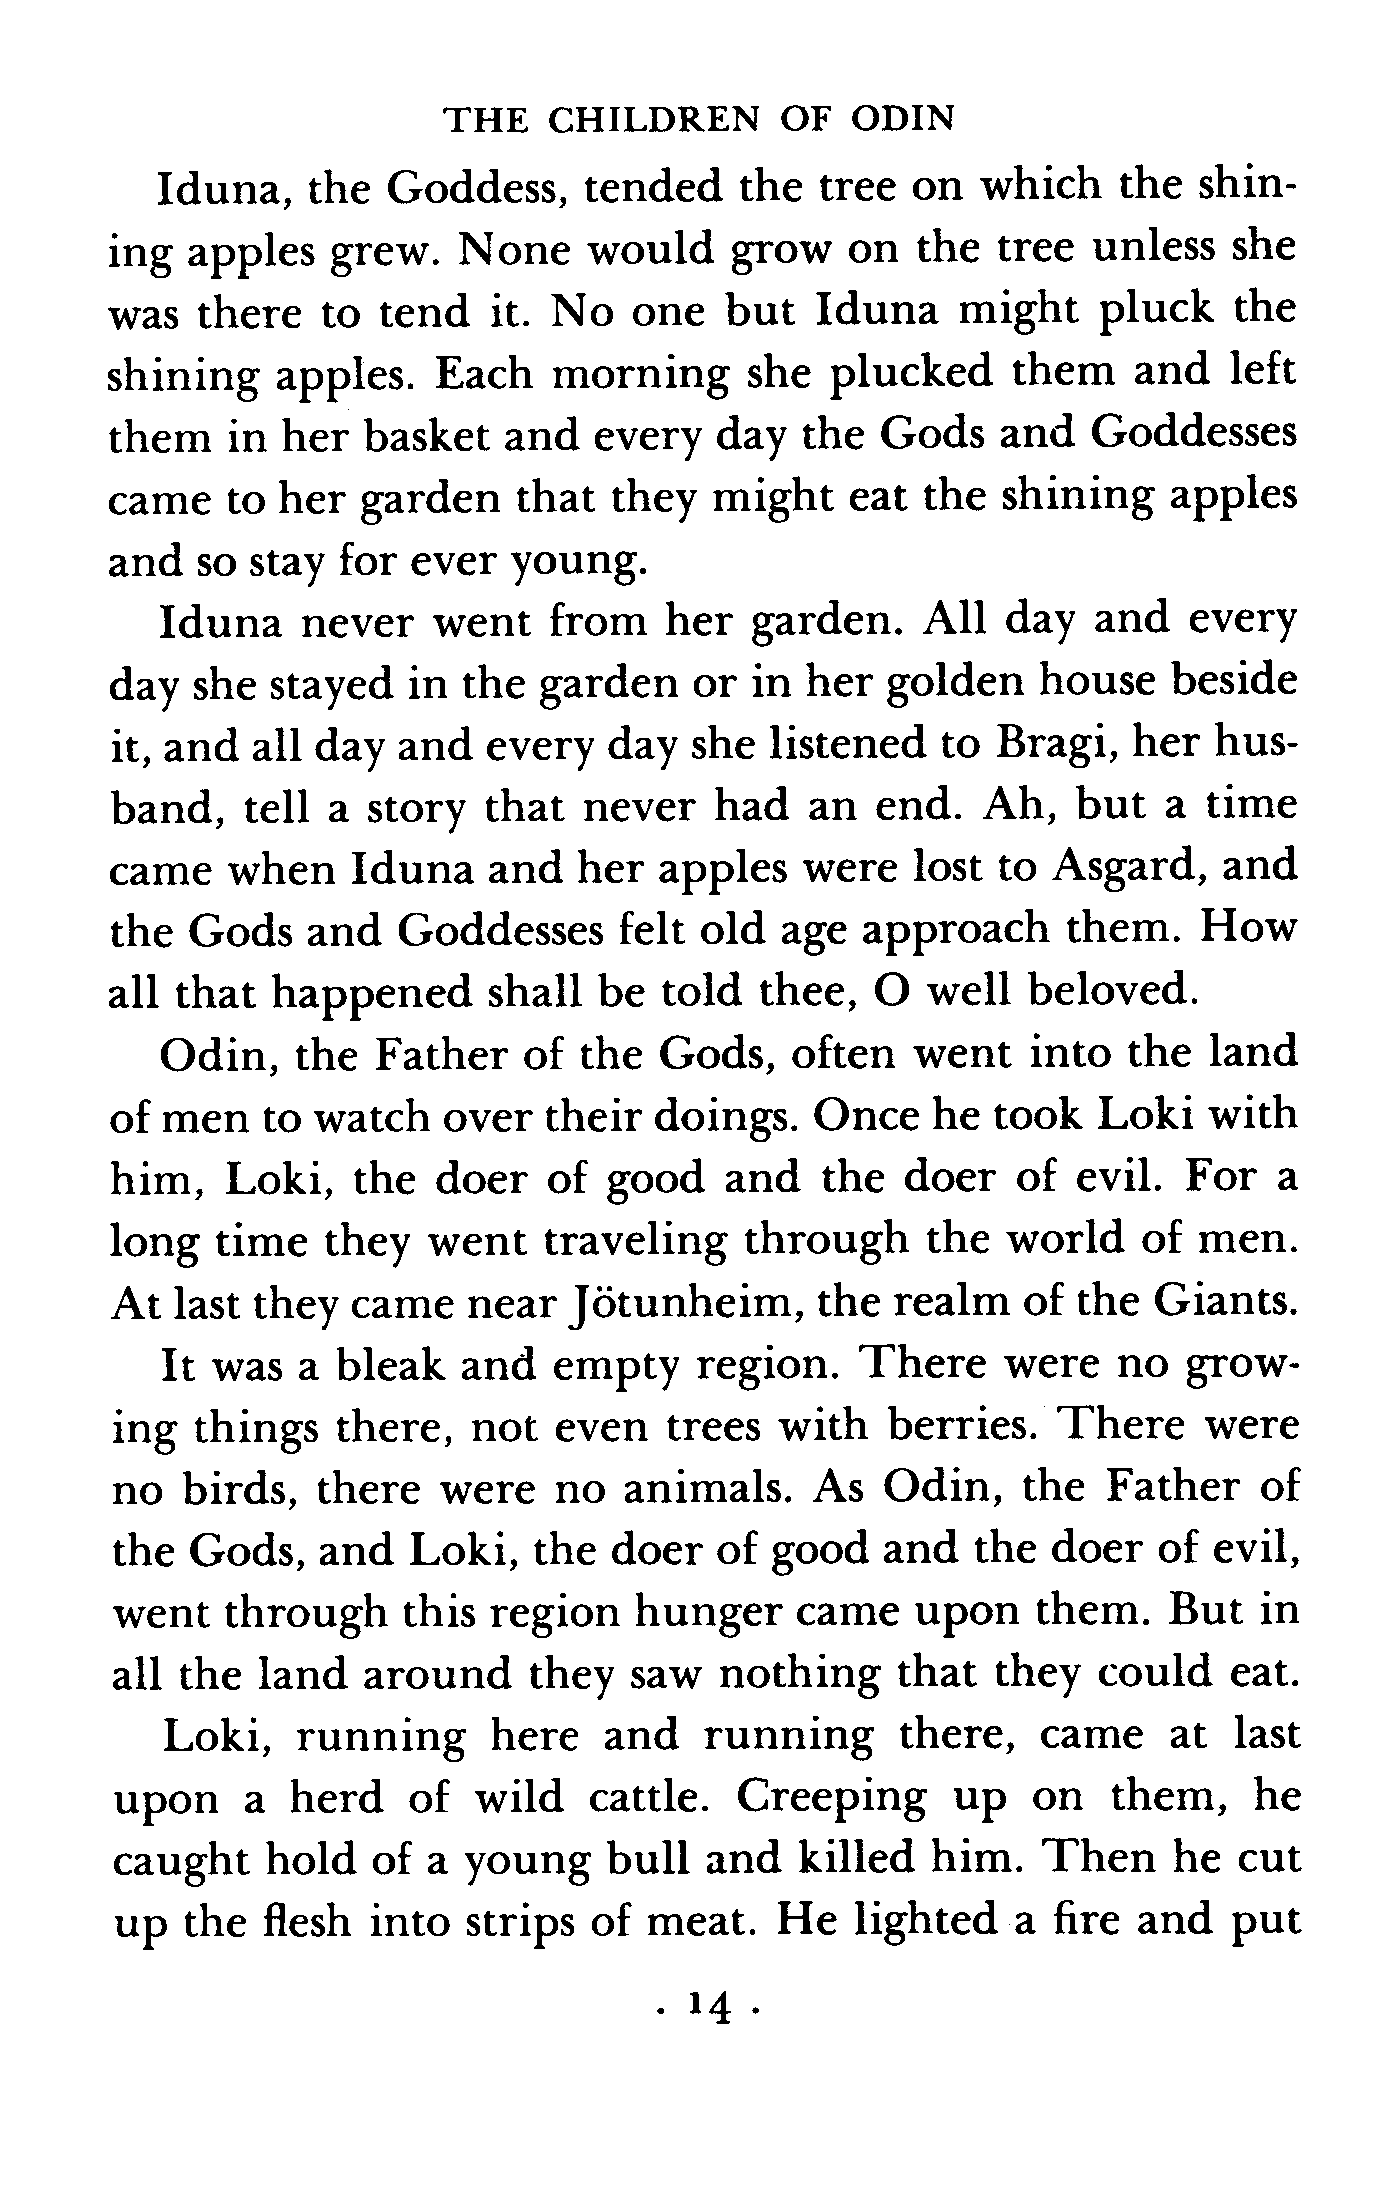 THE CHILDREN OF ODIN
Iduna, the Goddess, tended the tree on which the shin-
ing apples grew. None would grow on the tree unless she
was there to tend it. No one but Iduna might pluck the
shining apples. Each morning she plucked them and left
them in her basket and every day the Gods and Goddesses
came to her garden that they might eat the shining apples
and so stay for ever young.
Iduna never went from her garden. All day and every
day she stayed in the garden or in her golden house beside
it, and all day and every day she listened to Bragi, her hus-
band, tell a story that never had an end. Ah, but a time
came when Iduna and her apples were lost to Asgard, and
the Gods and Goddesses felt old age approach them. How
all that happened shall be told thee, O well beloved.
Odin, the Father of the Gods, often went into the land
of men to watch over their doings. Once he took Loki with
him, Loki, the doer of good and the doer of evil. For a
long time they went traveling through the world of men.
At last they came near Jötunheim, the realm of the Giants.
It was a bleak and empty region. There were no grow-
ing things there, not even trees with berries. There were
no birds, there were no animals. As Odin, the Father of
the Gods, and Loki, the doer of good and the doer of evil,
went through this region hunger came upon them. But in
all the land around they saw nothing that they could eat.
Loki, running here and running there, came at last
upon a herd of wild cattle. Creeping up on them, he
caught hold of a young bull and killed him. Then he cut
up the flesh into strips of meat. He lighted a fire and put
· 14 ·